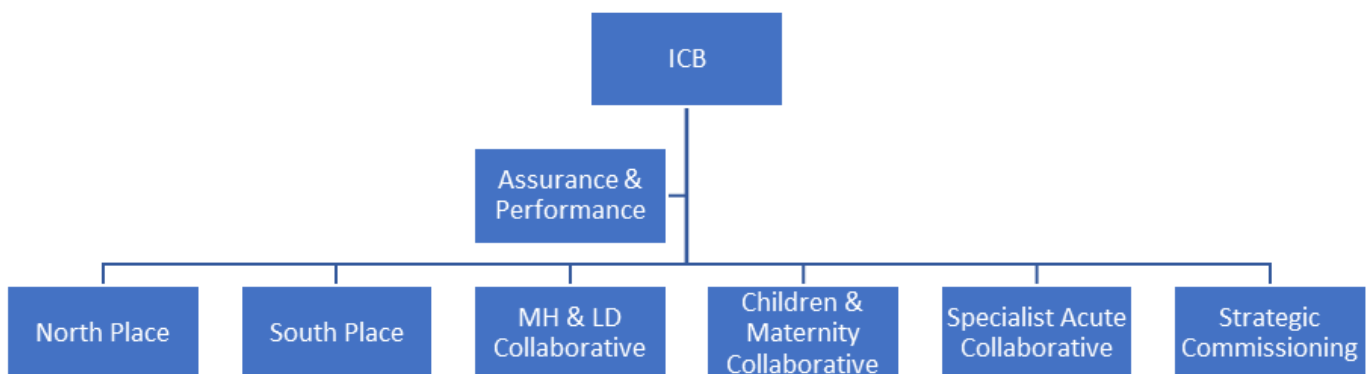 ICB
Assurance &
Performance
North Place
South Place
MH & LD
Collaborative
Children &
Maternity
Collaborative
Specialist Acute
Collaborative
Strategic
Commissioning